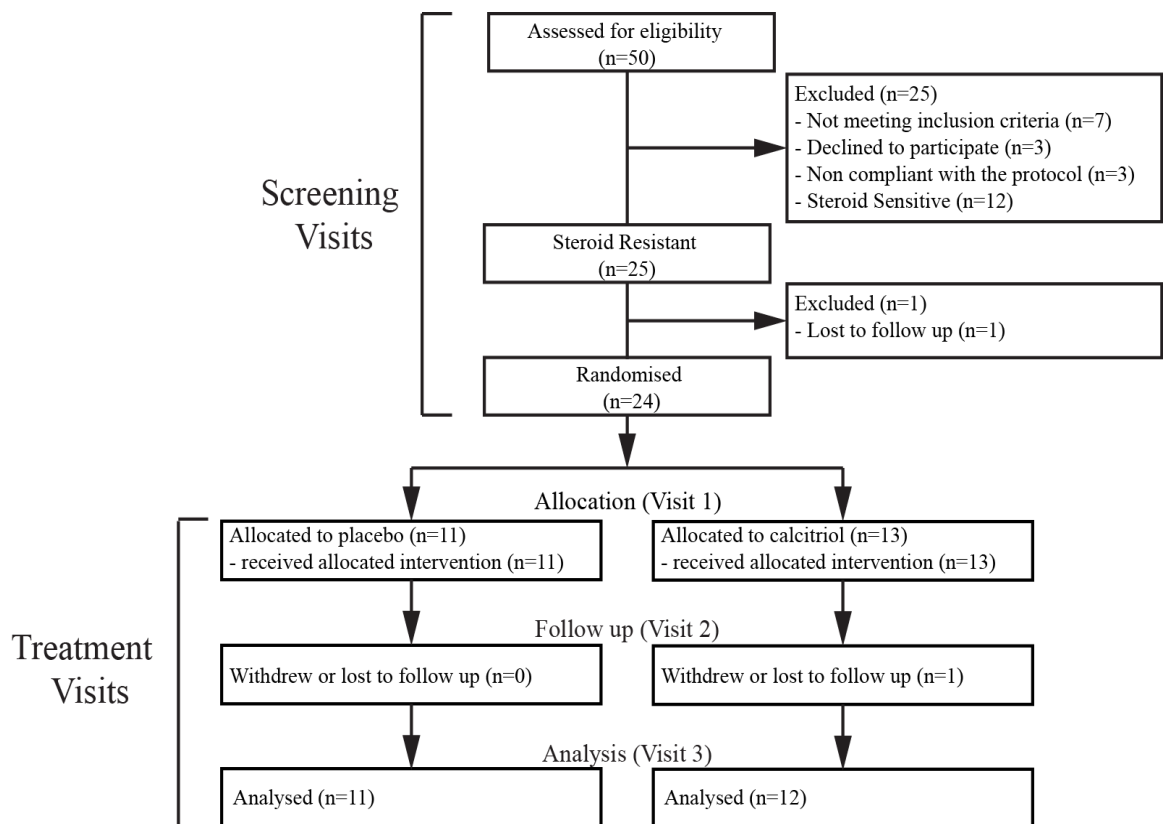 Assessed for eligibility
(n=50)
Excluded (n=25)
- Not meeting inclusion criteria (n=7)
- Declined to participate (n=3)
- Non compliant with the protocol (n=3)
- Steroid Sensitive (n=12)
Screening
Visits
Steroid Resistant
(n=25)
Excluded (n=1)
- Lost to follow up (n=1)
Randomised
(n=24)
Allocation (Visit 1)
Allocated to placebo (n=11)
- received allocated intervention (n=11)
Allocated to calcitriol (n=13)
- received allocated intervention (n=13)
Treatment
Visits
Follow up (Visit 2)
Withdrew or lost to follow up (n=0)
Withdrew or lost to follow up (n=1)
Analysis (Visit 3)
Analysed (n=11)
Analysed (n=12)